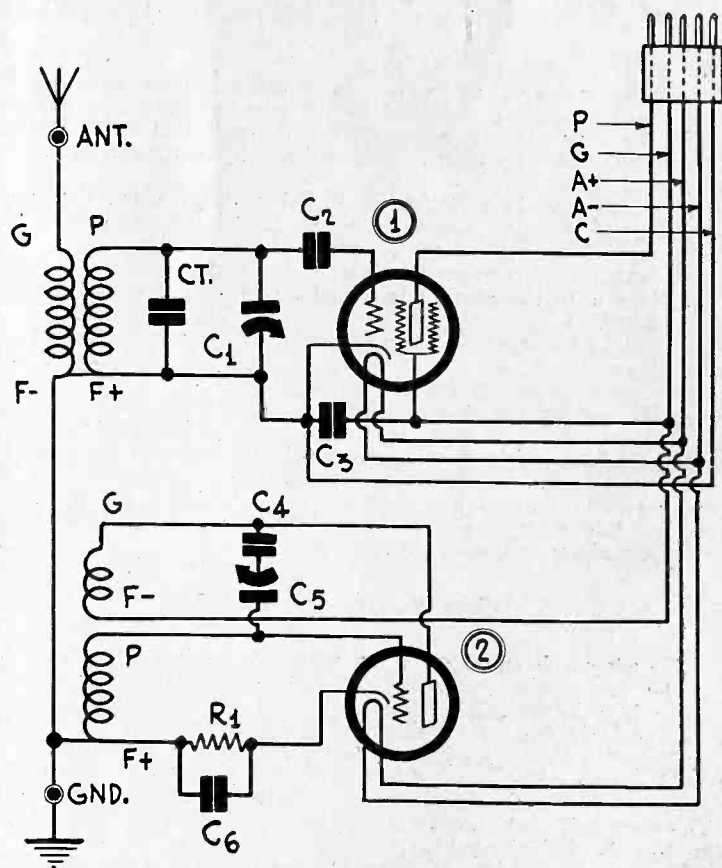 P
G
A+
A-
C
ANT.
G
P
CT.
C1
C2
1
F-
F+
C3
G
C4
F-
C5
P
2
R1
F+
C6
GND.